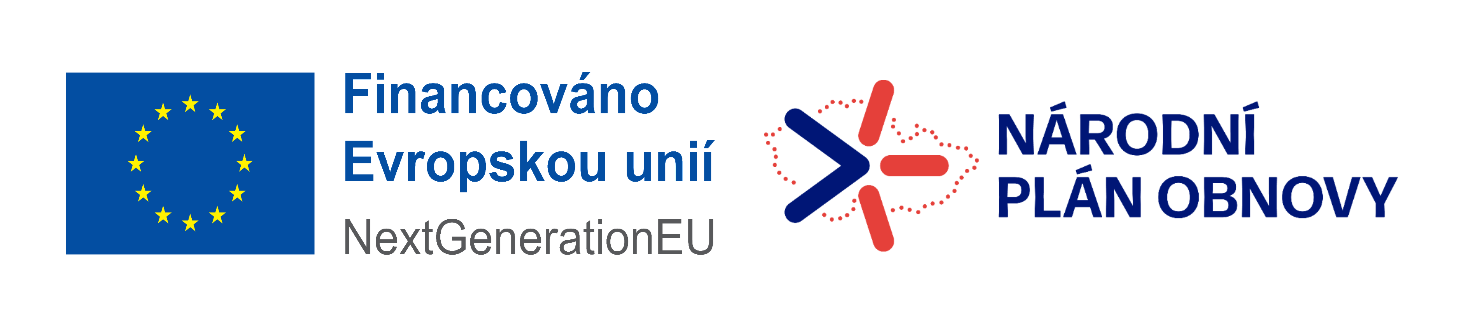 Financováno
Evropskou unií
NextGenerationEU
NÁRODNÍ
PLÁN OBNOVY